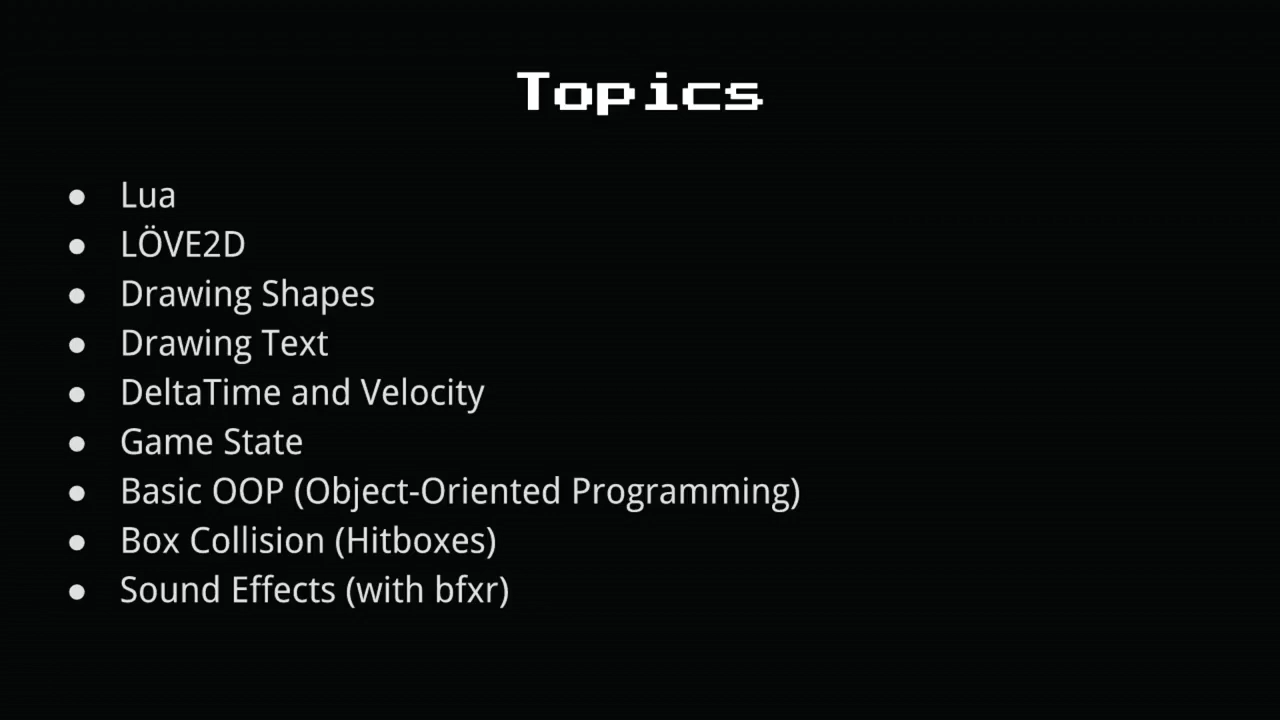 Topics
● Lua
● LÖVE2D
● Drawing Shapes
● Drawing Text
● DeltaTime and Velocity
● Game State
● Basic OOP (Object-Oriented Programming)
● Box Collision (Hitboxes)
● Sound Effects (with bfxr)